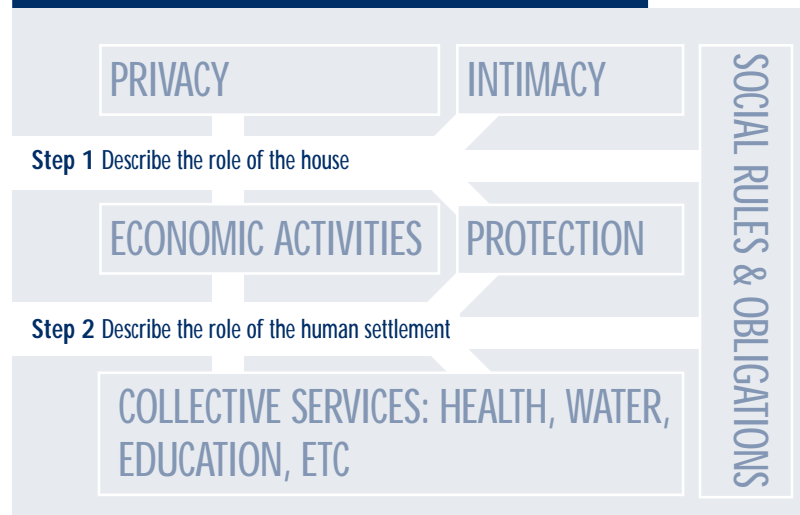 PRIVACY
INTIMACY
Step 1 Describe the role of the house
ECONOMIC ACTIVITIES
PROTECTION
Step 2 Describe the role of the human settlement
COLLECTIVE SERVICES: HEALTH, WATER,
EDUCATION, ETC
SOCIAL RULES & OBLIGATIONS